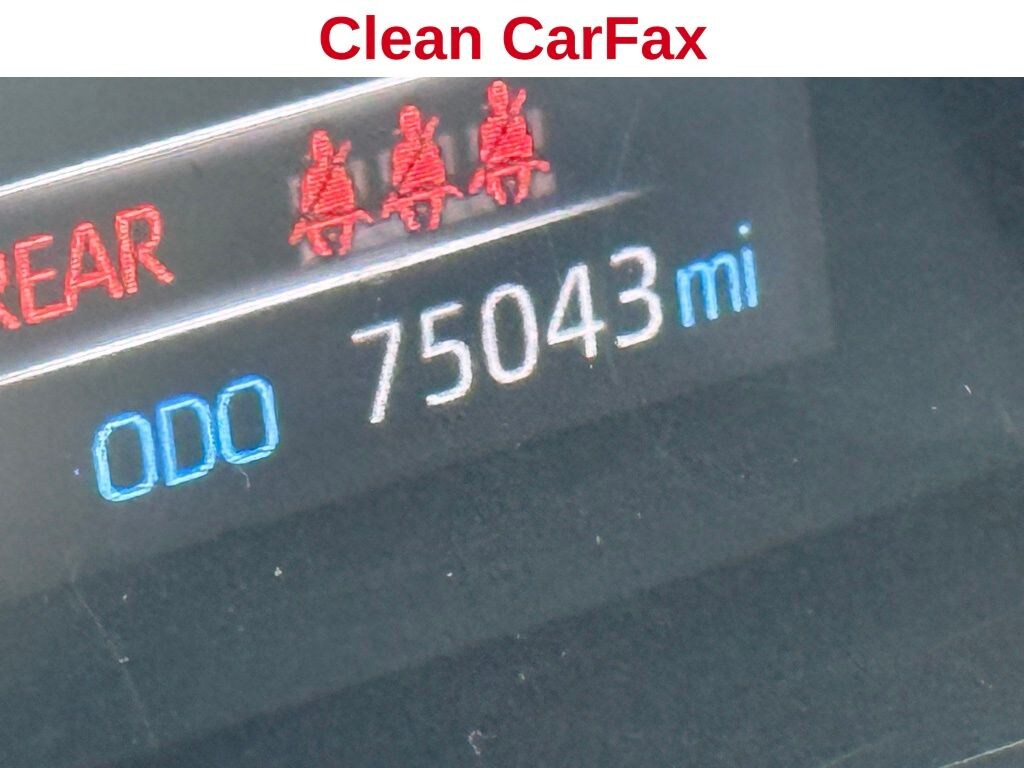 Clean CarFax
REAR
ODO 75043 mi